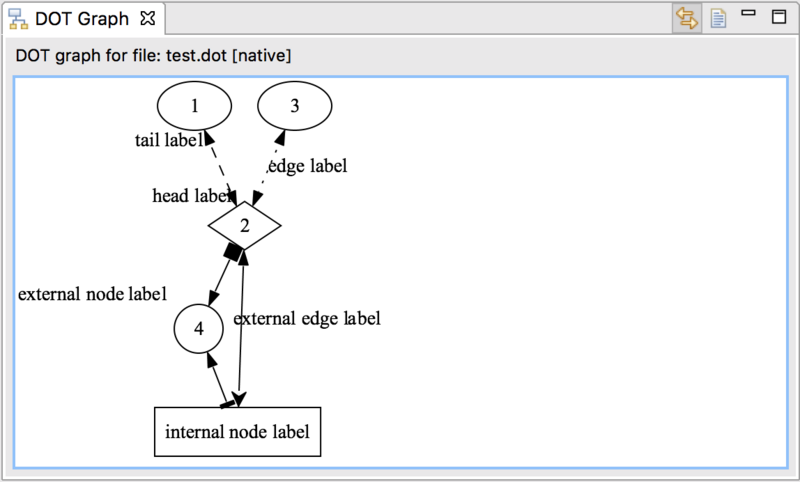 DOT Graph
DOT graph for file: test.dot [native]
1
3
tail label
edge label
head label
2
external node label
external edge label
4
internal node label